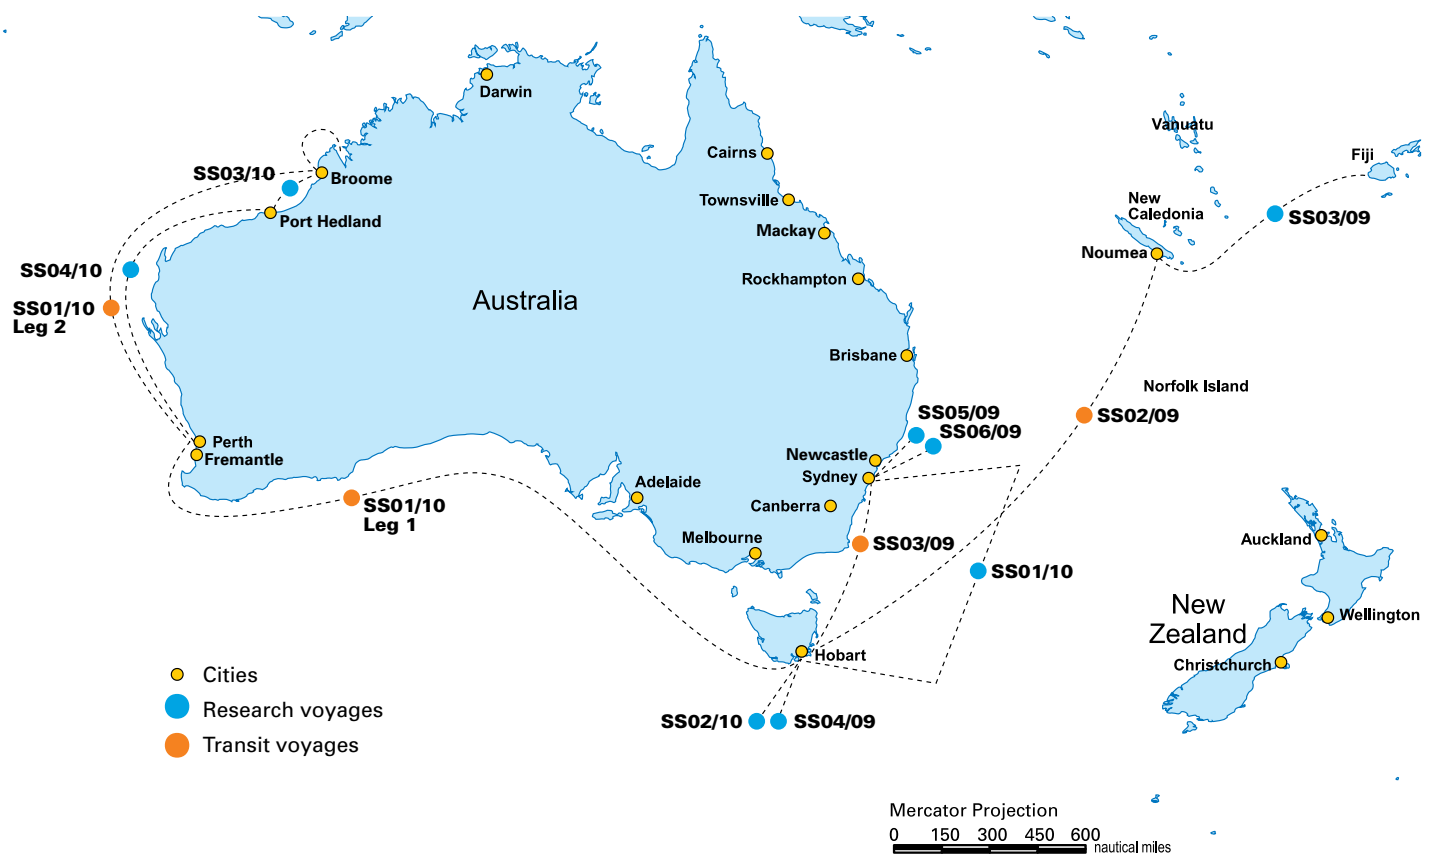 Darwin
Vanuatu
Cairns
Fiji
SS03/10
Broome
Townsville
New
Caledonia
SS03/09
Port Hedland
Mackay
Noumea
SS04/10
Rockhampton
Australia
SS01/10
Leg 2
Brisbane
Norfolk Island
SS05/09
SS02/09
SS06/09
Perth
Fremantle
Newcastle
Sydney
Adelaide
SS01/10
Leg 1
Canberra
Melbourne
SS03/09
Auckland
SS01/10
New
Zealand
Wellington
Hobart
Christchurch
Cities
Research voyages
SS02/10
SS04/09
Transit voyages
Mercator Projection
0 150 300 450 600
nautical miles